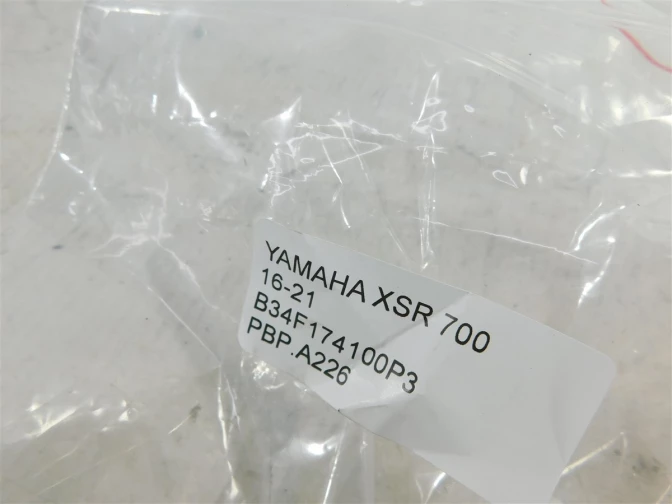 YAMAHA XSR 700
16-21
B34F174100P3
PBP.A226